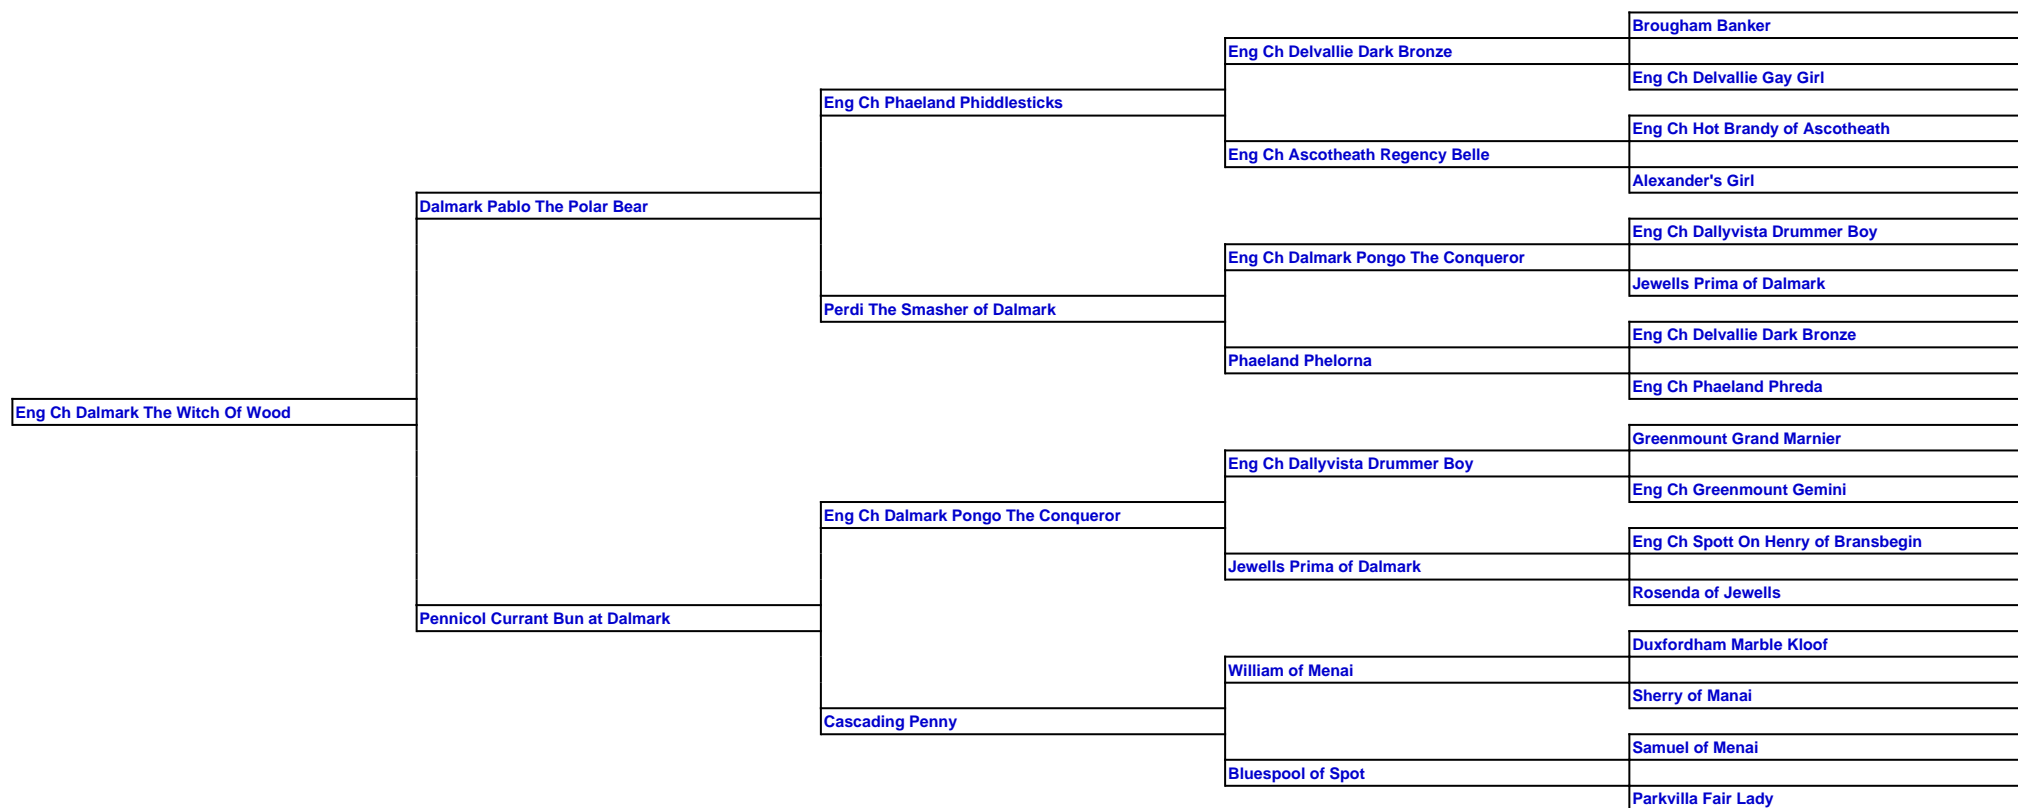 Brougham Banker
Eng Ch Delvallie Dark Bronze
Eng Ch Delvallie Gay Girl
Eng Ch Phaeland Phiddlesticks
Eng Ch Hot Brandy of Ascotheath
Eng Ch Ascotheath Regency Belle
Alexander's Girl
Dalmark Pablo The Polar Bear
Eng Ch Dallyvista Drummer Boy
Eng Ch Dalmark Pongo The Conqueror
Jewells Prima of Dalmark
Perdi The Smasher of Dalmark
Eng Ch Delvallie Dark Bronze
Phaeland Phelorna
Eng Ch Phaeland Phreda
Eng Ch Dalmark The Witch Of Wood
Greenmount Grand Marnier
Eng Ch Dallyvista Drummer Boy
Eng Ch Greenmount Gemini
Eng Ch Dalmark Pongo The Conqueror
Eng Ch Spott On Henry of Bransbegin
Jewells Prima of Dalmark
Rosenda of Jewells
Pennicol Currant Bun at Dalmark
Duxfordham Marble Kloof
William of Menai
Sherry of Manai
Cascading Penny
Samuel of Menai
Bluespool of Spot
Parkvilla Fair Lady